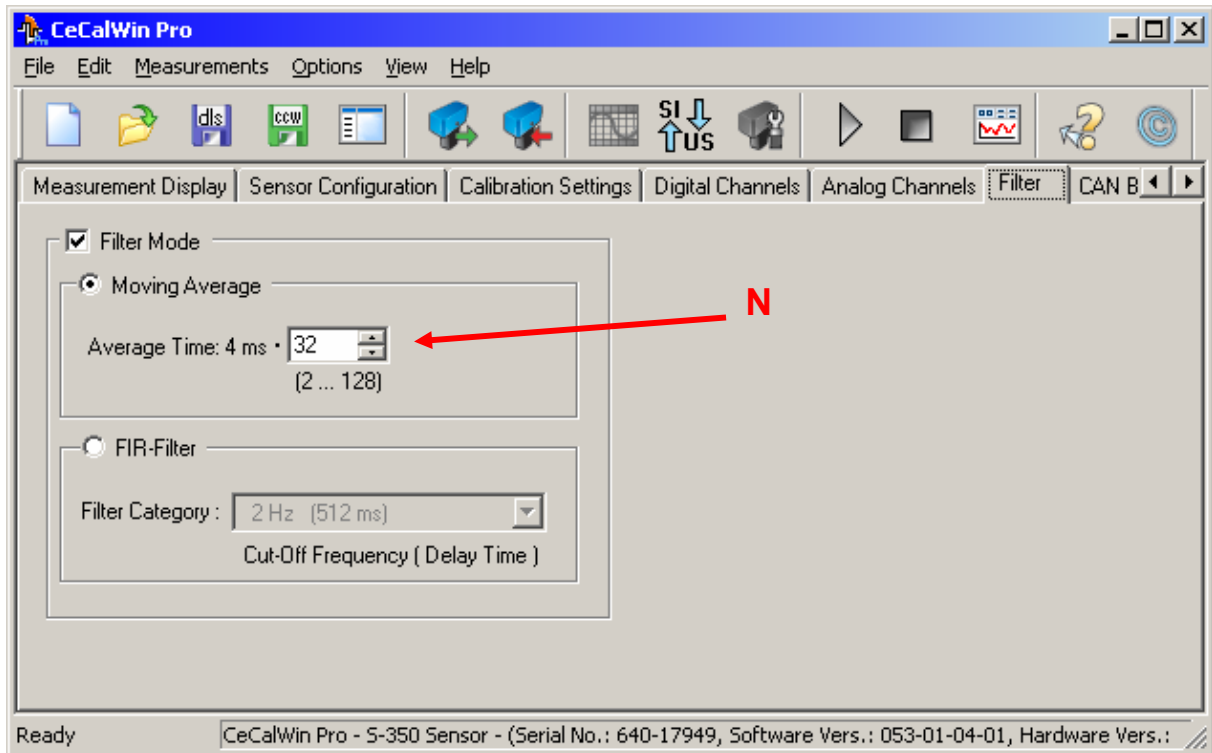 CeCalWin Pro
File Edit Measurements Options View Help
dls ccw SI US
Measurement Display Sensor Configuration Calibration Settings Digital Channels Analog Channels Filter CAN B
Filter Mode
Moving Average
N
Average Time: 4 ms • 32
(2 ... 128)
FIR-Filter
Filter Category : 2 Hz (512 ms)
Cut-Off Frequency ( Delay Time )
Ready CeCalWin Pro - S-350 Sensor - (Serial No.: 640-17949, Software Vers.: 053-01-04-01, Hardware Vers.: